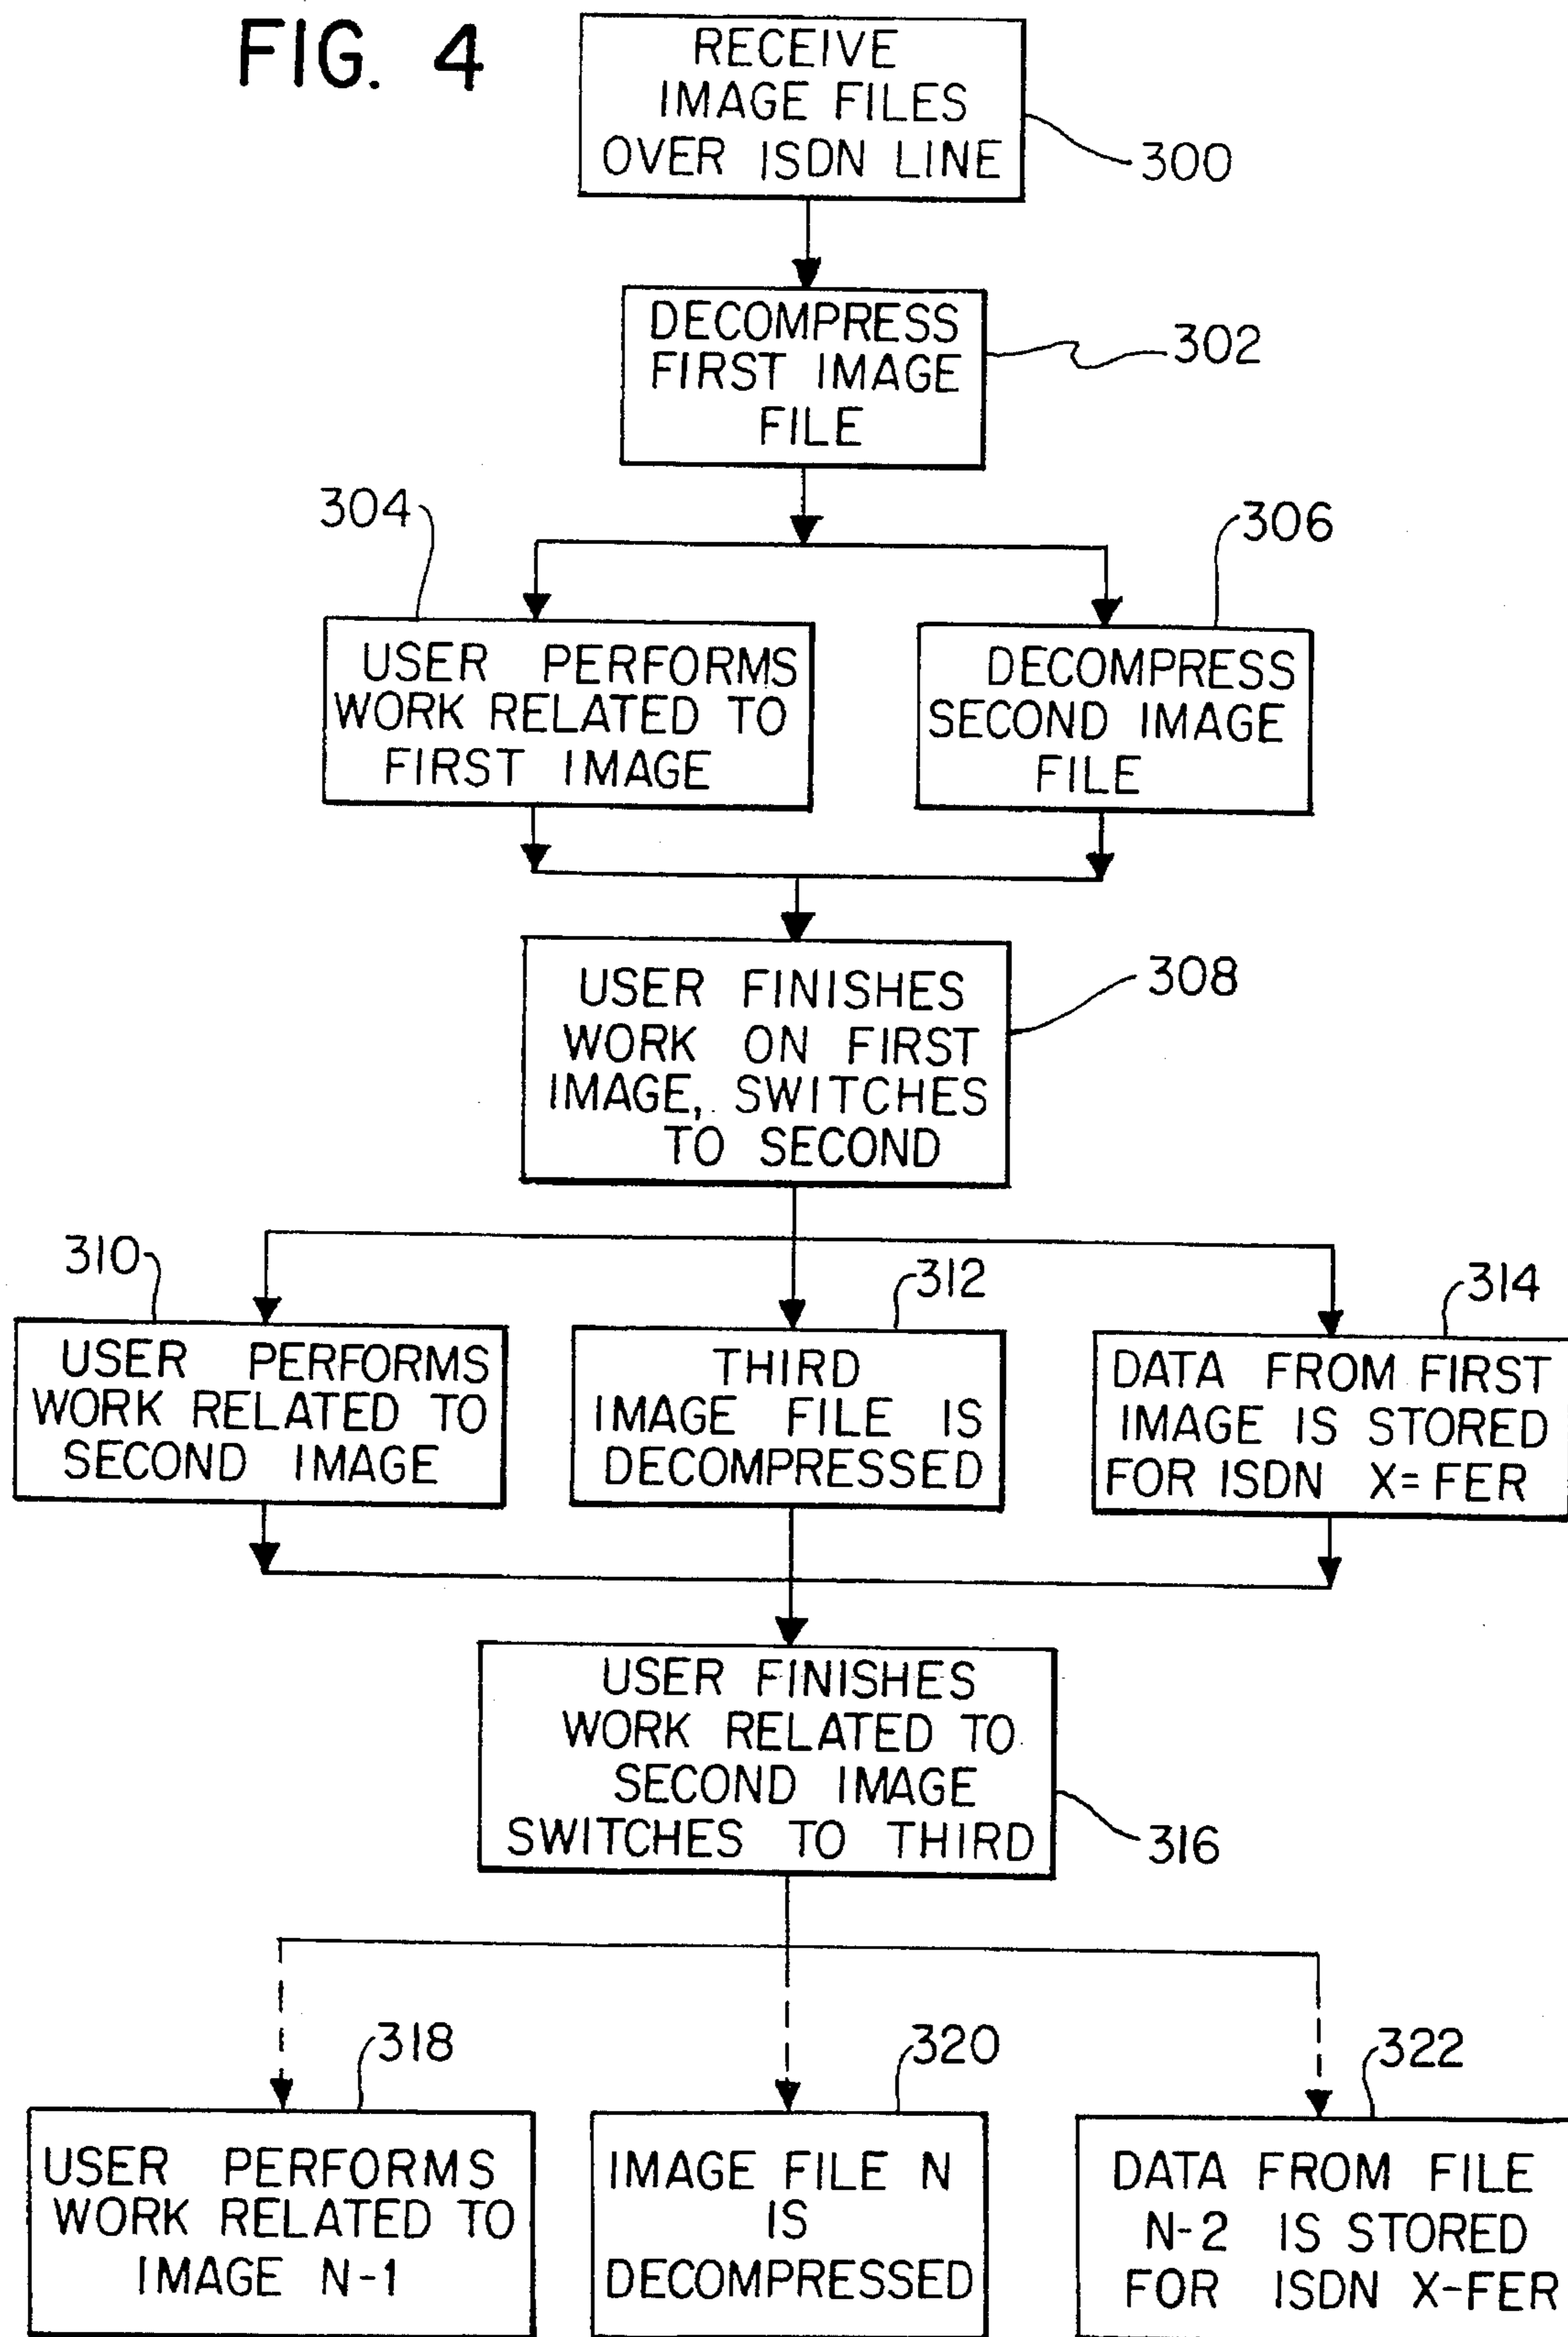 FIG. 4
RECEIVE
IMAGE FILES
OVER ISDN LINE
300
DECOMPRESS
FIRST IMAGE
FILE
302
304
306
USER PERFORMS
WORK RELATED TO
FIRST IMAGE
DECOMPRESS
SECOND IMAGE
FILE
USER FINISHES
WORK ON FIRST
IMAGE, SWITCHES
TO SECOND
308
310
312
314
USER PERFORMS
WORK RELATED TO
SECOND IMAGE
THIRD
IMAGE FILE IS
DECOMPRESSED
DATA FROM FIRST
IMAGE IS STORED
FOR ISDN X=FER
USER FINISHES
WORK RELATED TO
SECOND IMAGE
SWITCHES TO THIRD
316
318
320
322
USER PERFORMS
WORK RELATED TO
IMAGE N-1
IMAGE FILE N
IS
DECOMPRESSED
DATA FROM FILE
N-2 IS STORED
FOR ISDN X-FER